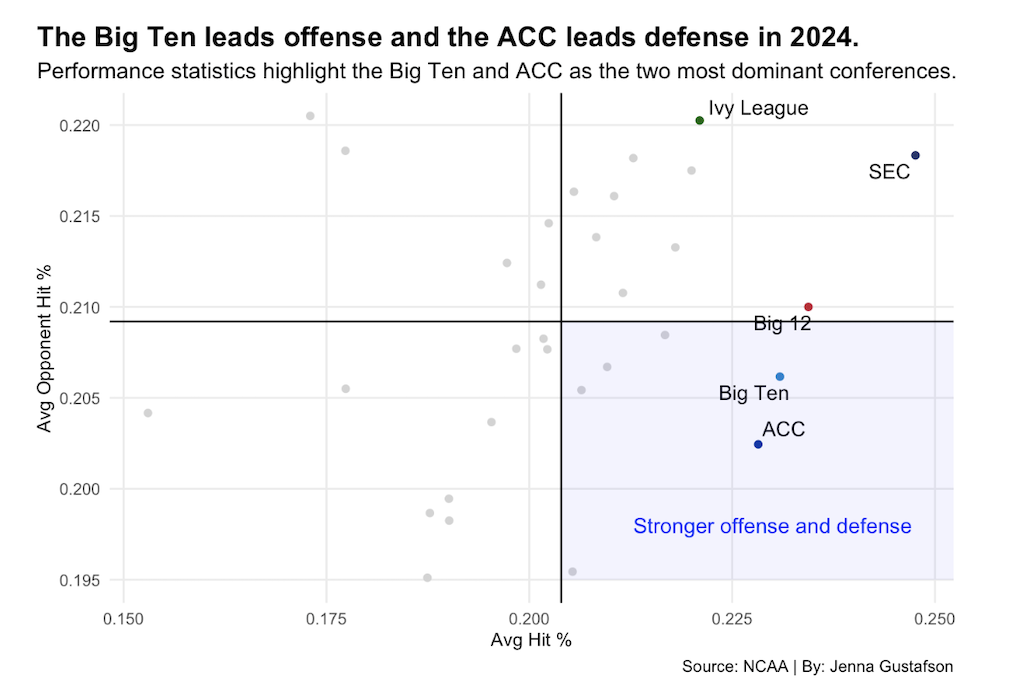 The Big Ten leads offense and the ACC leads defense in 2024.
Performance statistics highlight the Big Ten and ACC as the two most dominant conferences.
Ivy League
0.220
SEC
0.215
0.210
Big 12
Avg Opponent Hit %
0.205
Big Ten
ACC
0.200
Stronger offense and defense
0.195
0.150 0.175 0.200 0.225 0.250
Avg Hit %
Source: NCAA | By: Jenna Gustafson